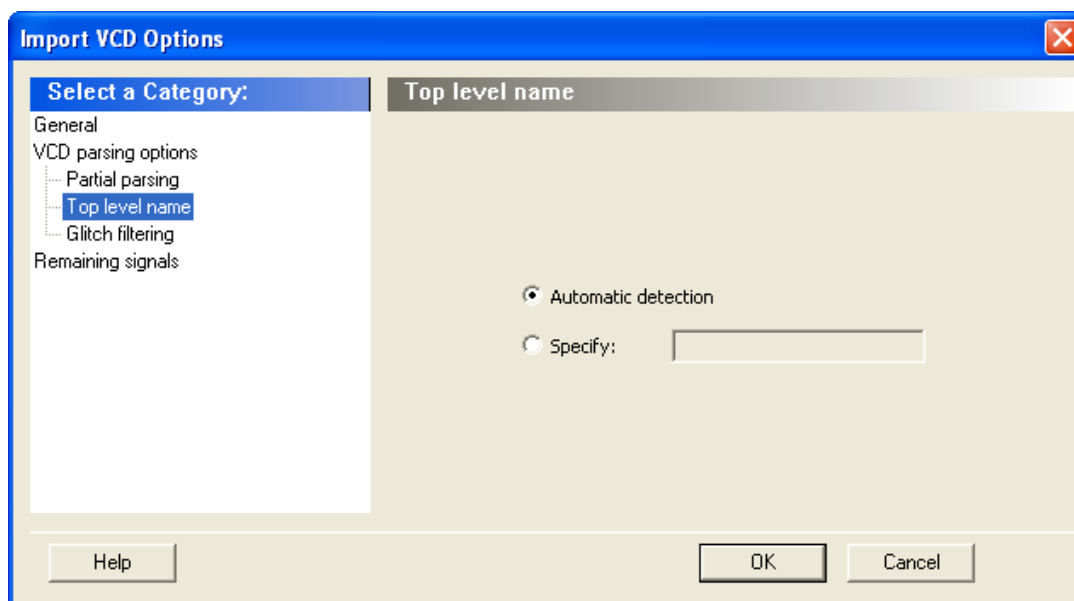 Import VCD Options
Select a Category:
Top level name
General
VCD parsing options
Partial parsing
Top level name
Glitch filtering
Remaining signals
Automatic detection
Specify:
Help
OK
Cancel